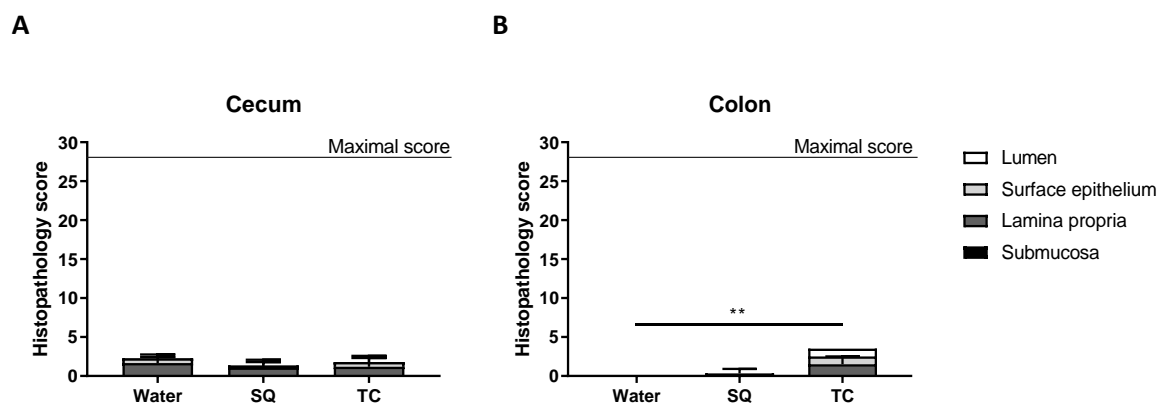 A
B
Cecum
Histopathology score
30
25
20
15
10
5
0
Maximal score
Water
SQ
TC
Colon
Histopathology score
30
25
20
15
10
5
0
Maximal score
**
Water
SQ
TC
Lumen
Surface epithelium
Lamina propria
Submucosa